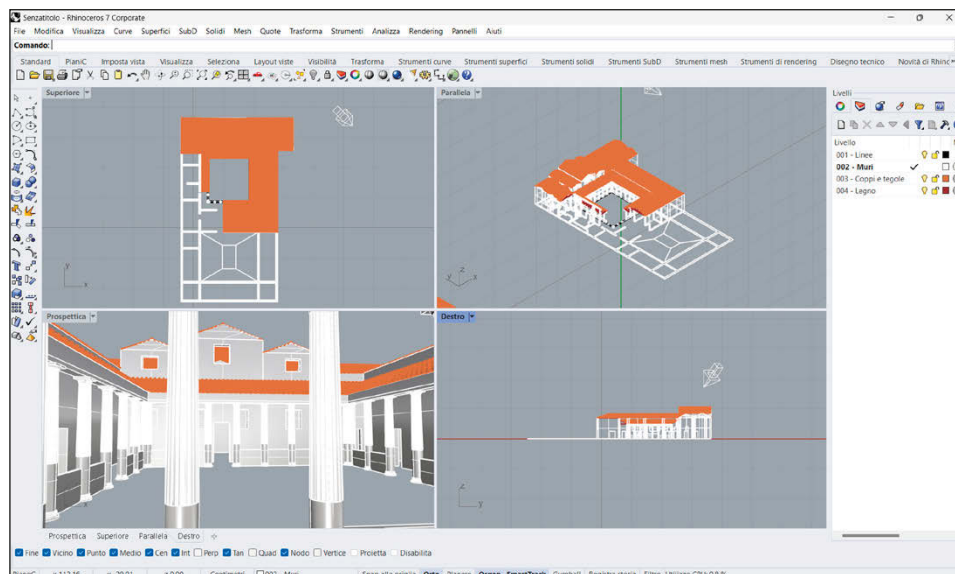 Senzatitolo - Rhinoceros 7 Corporate
File Modifica Visualizza Curve Superfici SubD Solidi Mesh Quote Trasforma Strumenti Analizza Rendering Pannelli Aiuti
Comando:
Standard PianiC Imposta vista Visualizza Seleziona Layout viste Visibilità Trasforma Strumenti curve Strumenti superfici Strumenti solidi Strumenti SubD Strumenti mesh Strumenti di rendering Disegno tecnico Novità di Rhino
Superiore
Parallela
Livelli
Livello
001 - Linee
002 - Muri
003 - Coppi e tegole
004 - Legno
y
x
z
y
x
Prospettica
Destro
x
z
y
Prospettica Superiore Parallela Destro
Fine Vicino Punto Medio Cen Int Perp Tan Quad Nodo Vertice Proietta Disabilita